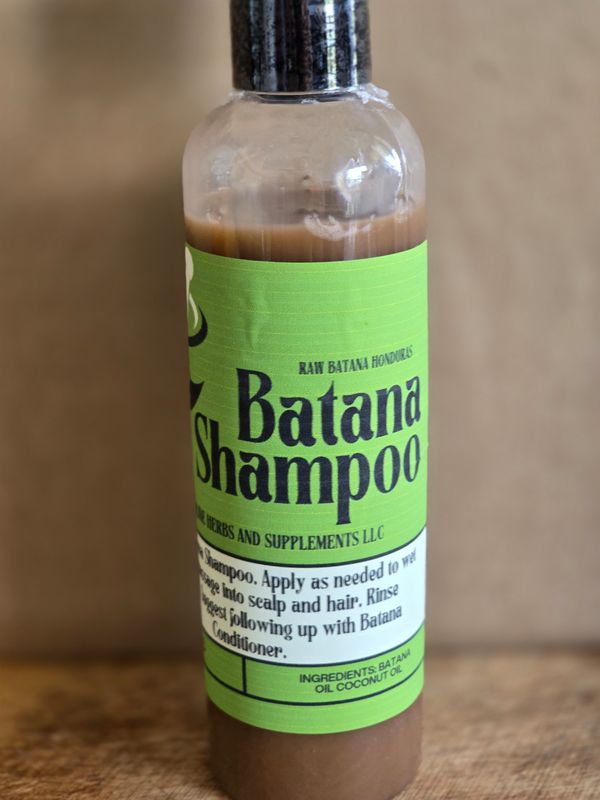 RAW BATANA HONDURAS
Batana
Shampoo
HERBS AND SUPPLEMENTS LLC
Shampoo. Apply as needed to wet
into scalp and hair. Rinse
following up with Batana
Conditioner.
INGREDIENTS: BATANA
OIL COCONUT OIL